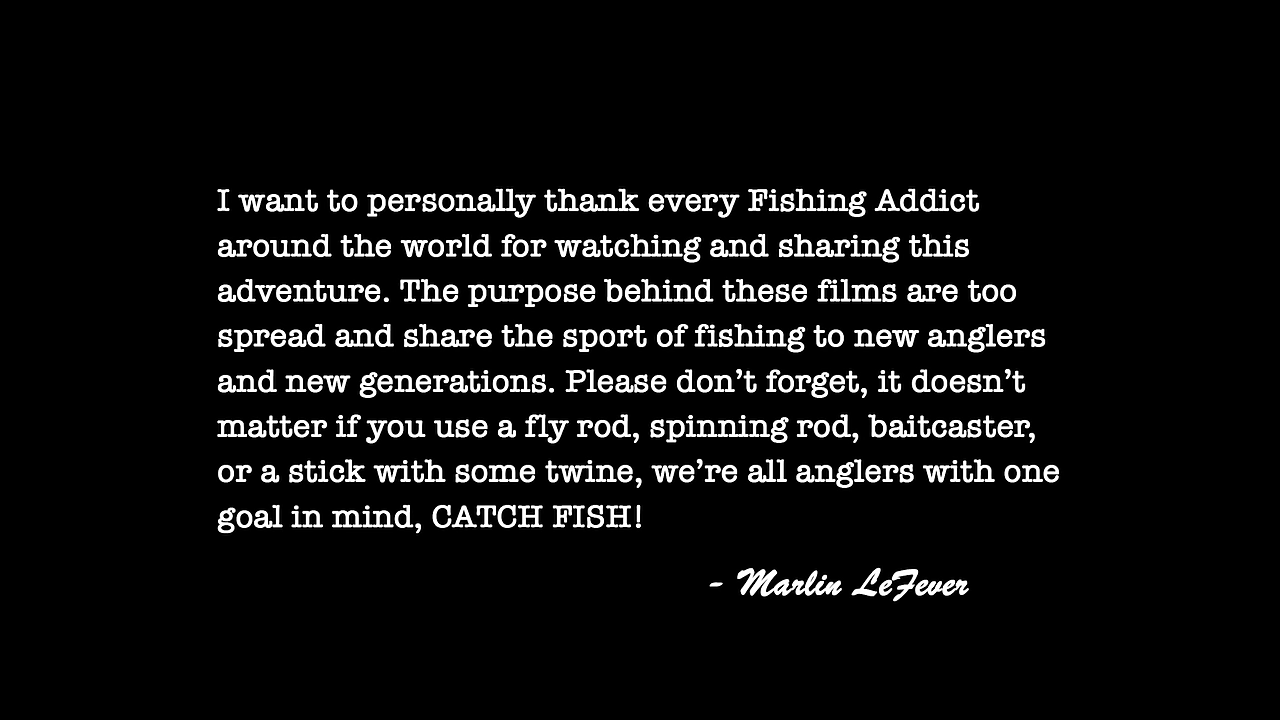 I want to personally thank every Fishing Addict
around the world for watching and sharing this
adventure. The purpose behind these films are too
spread and share the sport of fishing to new anglers
and new generations. Please don’t forget, it doesn’t
matter if you use a fly rod, spinning rod, baitcaster,
or a stick with some twine, we’re all anglers with one
goal in mind, CATCH FISH!
- Marlin LeFever